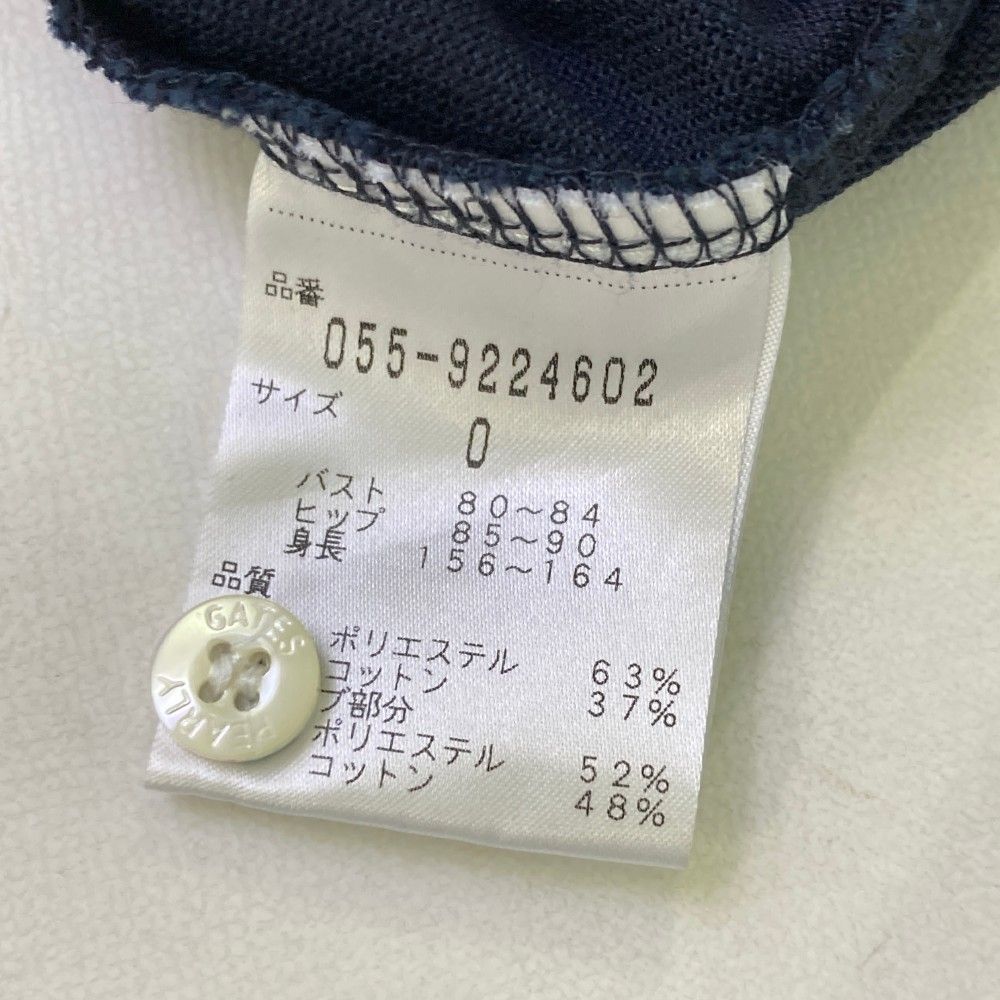 品番
055-9224602
サイズ
0
バスト 80～84
ヒップ 85～90
身長 156～164
品質
GATES
PEARLY
ポリエステル 63%
コットン 37%
ブ部分
ポリエステル 52%
コットン 48%